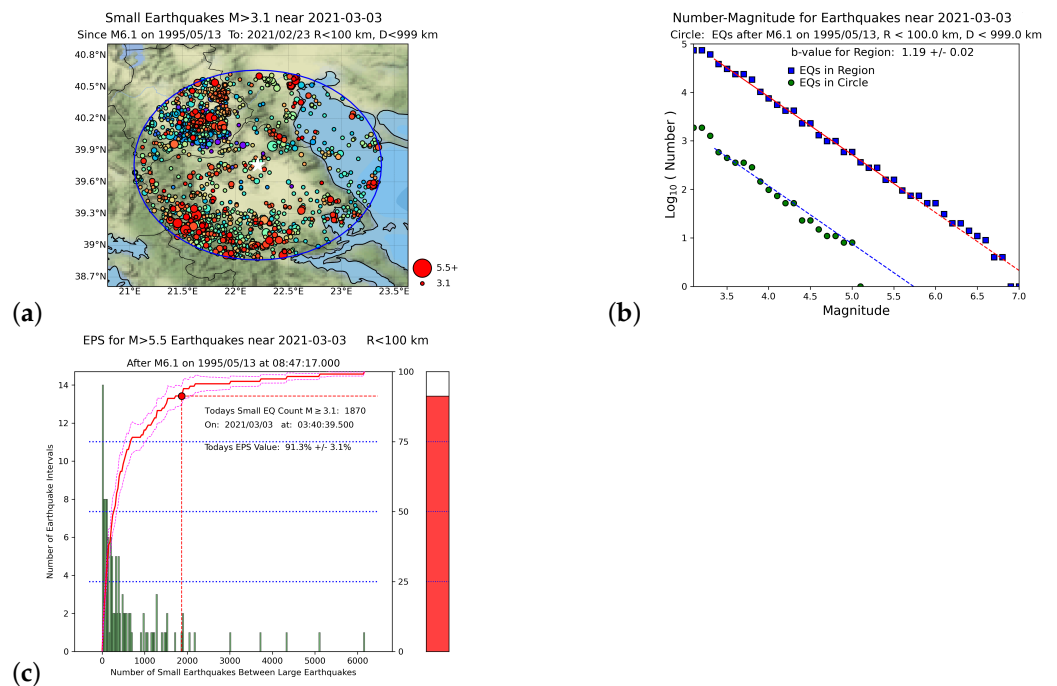 Small Earthquakes M>3.1 near 2021-03-03
Since M6.1 on 1995/05/13 To: 2021/02/23 R<100 km, D<999 km
40.8°N
40.5°N
40.2°N
39.9°N
39.6°N
39.3°N
39°N
38.7°N
21°E
21.5°E
22.2°E
22.8°E
23.4°E
5.5+
3.1
(a)
Number-Magnitude for Earthquakes near 2021-03-03
Circle: EQs after M6.1 on 1995/05/13, R < 100.0 km, D < 999.0 km
b-value for Region: 1.19 +/- 0.02
EQs in Region
EQs in Circle
Log10 ( Number )
5
4
3
2
1
0
3.5 4.0 4.5 5.0 5.5 6.0 6.5 7.0
Magnitude
(b)
EPS for M>5.5 Earthquakes near 2021-03-03 R<100 km
After M6.1 on 1995/05/13 at 08:47:17.000
Todays Small EQ Count M ≥ 3.1: 1870
On: 2021/03/03 at: 03:40:39.500
Todays EPS Value: 91.3% +/- 3.1%
Number of Earthquake Intervals
14
12
10
8
6
4
2
0
100
75
50
25
0
0 1000 2000 3000 4000 5000 6000
Number of Small Earthquakes Between Large Earthquakes
(c)